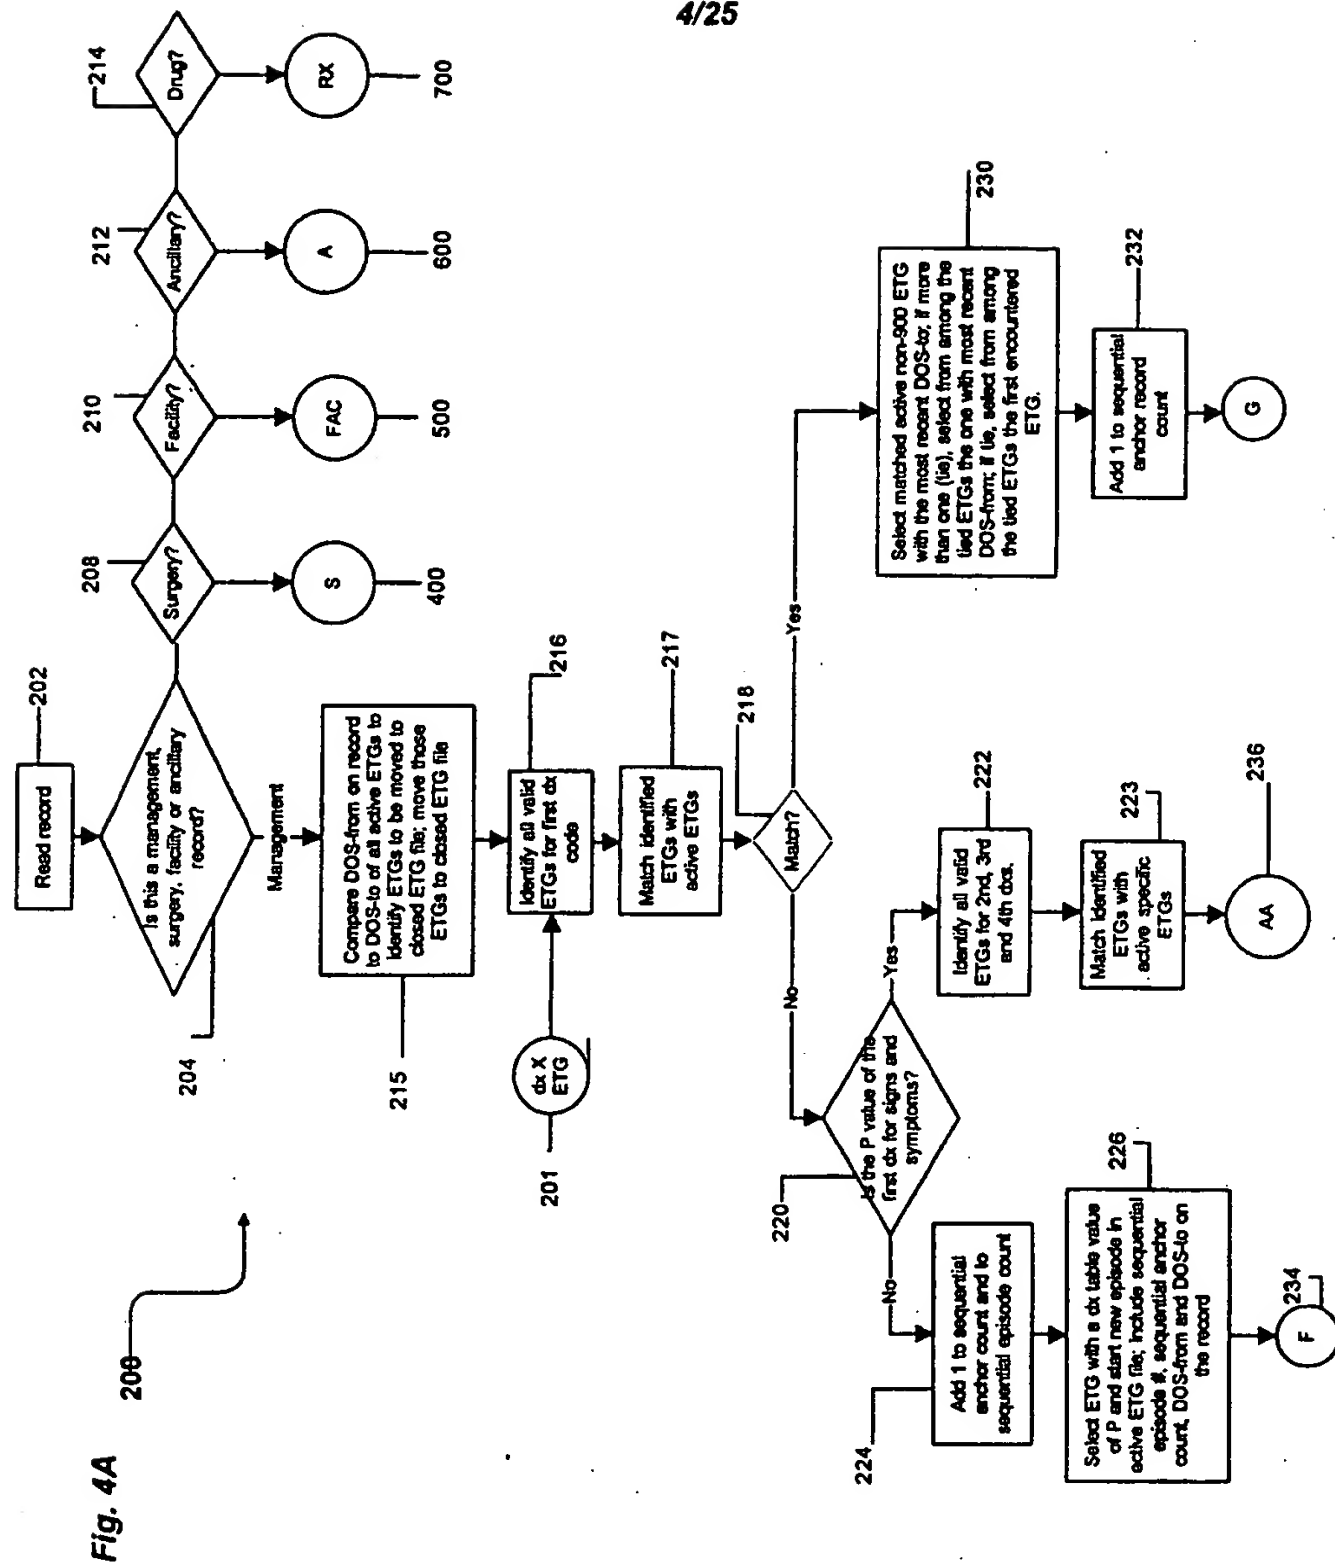 4/25
Fig. 4A
200
Read record
202
Is this a management,
surgery, facility or ancillary
record?
204
Surgery?
208
S
400
Facility?
210
FAC
500
Ancillary?
212
A
600
Drug?
214
RX
700
Management
Compare DOS-from on record
to DOS-to of all active ETGs to
identify ETGs to be moved to
closed ETG file; move those
ETGs to closed ETG file
215
dx X
ETG
201
Identify all valid
ETGs for first dx
code
216
Match identified
ETGs with
active ETGs
217
Match?
218
No
Yes
Is the P value of the
first dx for signs and
symptoms?
220
No
Yes
Add 1 to sequential
anchor count and to
sequential episode count
224
Select ETG with a dx table value
of P and start new episode in
active ETG file; include sequential
episode #, sequential anchor
count, DOS-from and DOS-to on
the record
226
F
234
Identify all valid
ETGs for 2nd, 3rd
and 4th dxs.
222
Match identified
ETGs with
active specific
ETGs
223
AA
236
Select matched active non-900 ETG
with the most recent DOS-to; if more
than one (tie), select from among the
tied ETGs the one with most recent
DOS-from; if tie, select from among
the tied ETGs the first encountered
ETG.
230
Add 1 to sequential
anchor record
count
232
G